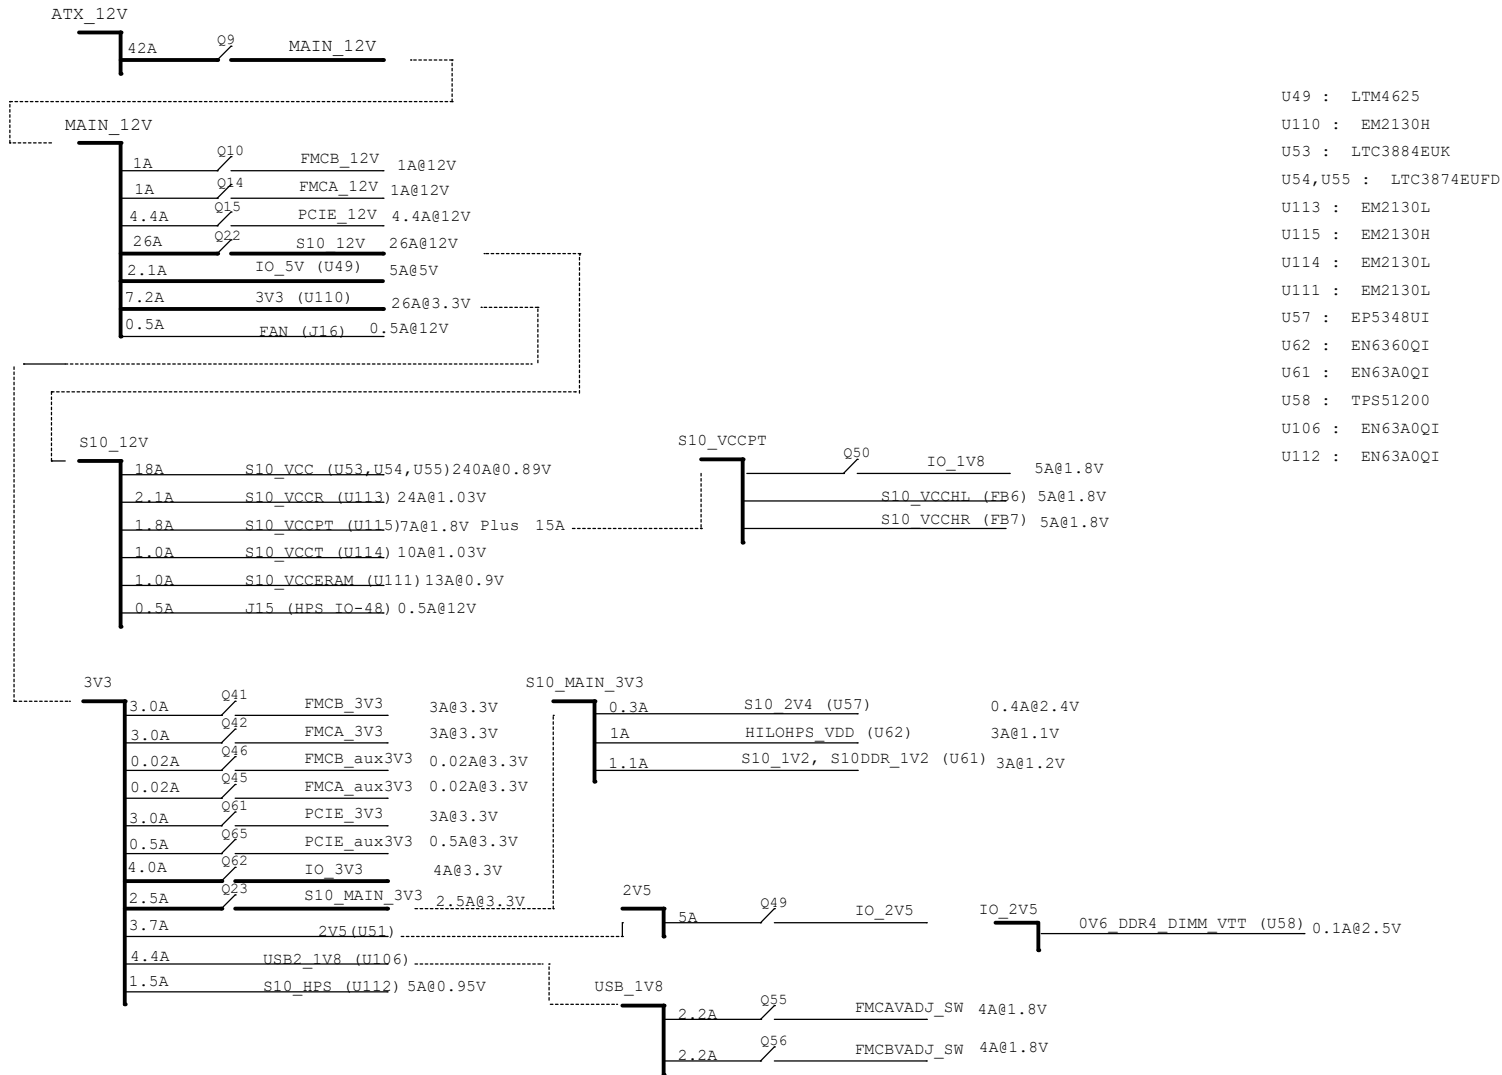 ATX_12V
42A Q9 MAIN_12V
MAIN_12V
1A Q10 FMCB_12V 1A@12V
1A Q14 FMCA_12V 1A@12V
4.4A Q15 PCIE_12V 4.4A@12V
26A Q22 S10_12V 26A@12V
2.1A IO_5V (U49) 5A@5V
7.2A 3V3 (U110) 26A@3.3V
0.5A FAN (J16) 0.5A@12V
U49 : LTM4625
U110 : EM2130H
U53 : LTC3884EUK
U54,U55 : LTC3874EUFD
U113 : EM2130L
U115 : EM2130H
U114 : EM2130L
U111 : EM2130L
U57 : EP5348UI
U62 : EN6360QI
U61 : EN63A0QI
U58 : TPS51200
U106 : EN63A0QI
U112 : EN63A0QI
S10_12V
18A S10_VCC (U53,U54,U55) 240A@0.89V
2.1A S10_VCCR (U113) 24A@1.03V
1.8A S10_VCCPT (U115) 7A@1.8V Plus 15A
1.0A S10_VCCT (U114) 10A@1.03V
1.0A S10_VCCERAM (U111) 13A@0.9V
0.5A J15 (HPS IO-48) 0.5A@12V
S10_VCCPT
Q50 IO_1V8 5A@1.8V
S10_VCCHL (FB6) 5A@1.8V
S10_VCCHR (FB7) 5A@1.8V
3V3
3.0A Q41 FMCB_3V3 3A@3.3V
3.0A Q42 FMCA_3V3 3A@3.3V
0.02A Q46 FMCB_aux3V3 0.02A@3.3V
0.02A Q45 FMCA_aux3V3 0.02A@3.3V
3.0A Q61 PCIE_3V3 3A@3.3V
0.5A Q65 PCIE_aux3V3 0.5A@3.3V
4.0A Q62 IO_3V3 4A@3.3V
2.5A Q23 S10_MAIN_3V3 2.5A@3.3V
3.7A 2V5(U51)
4.4A USB2_1V8 (U106)
1.5A S10_HPS (U112) 5A@0.95V
S10_MAIN_3V3
0.3A S10_2V4 (U57) 0.4A@2.4V
1A HILOHPS_VDD (U62) 3A@1.1V
1.1A S10_1V2, S10DDR_1V2 (U61) 3A@1.2V
2V5
5A Q49 IO_2V5
IO_2V5
0V6_DDR4_DIMM_VTT (U58) 0.1A@2.5V
USB_1V8
2.2A Q55 FMCAVADJ_SW 4A@1.8V
2.2A Q56 FMCBVADJ_SW 4A@1.8V